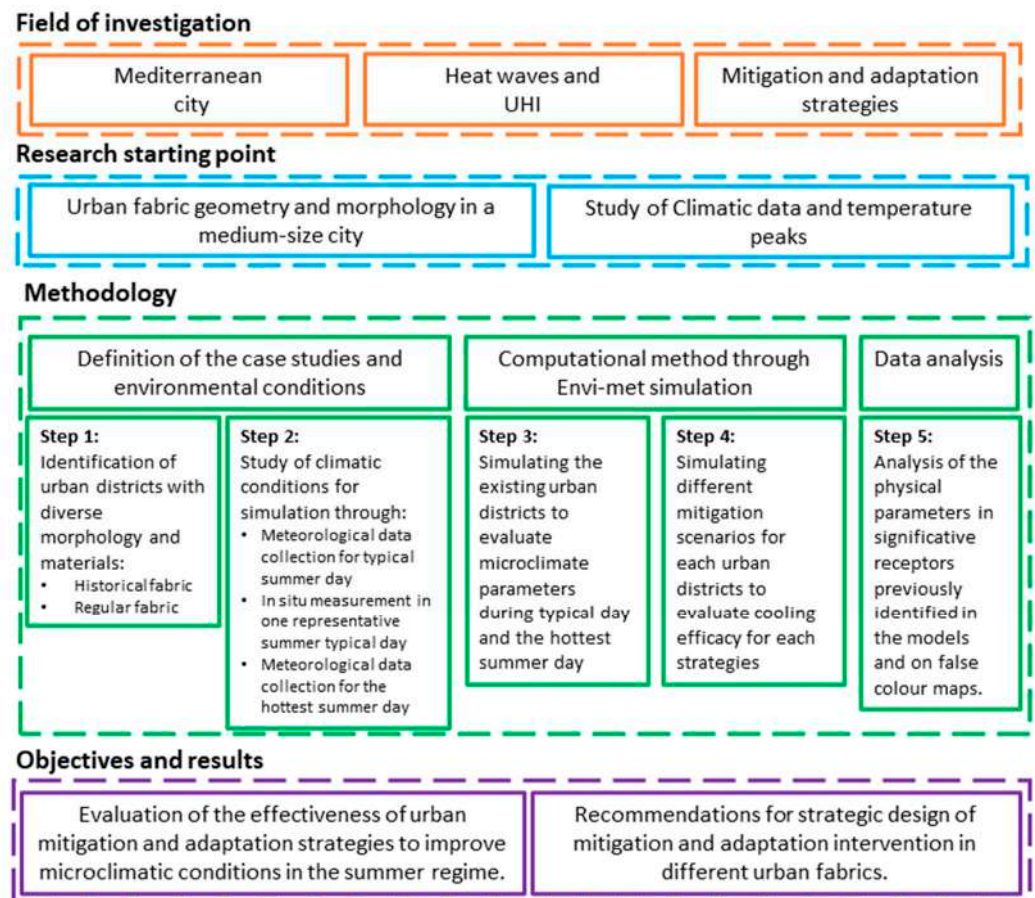 Field of investigation
Mediterranean
city
Heat waves and
UHI
Mitigation and adaptation
strategies
Research starting point
Urban fabric geometry and morphology in a
medium-size city
Study of Climatic data and temperature
peaks
Methodology
Definition of the case studies and
environmental conditions
Computational method through
Envi-met simulation
Data analysis
Step 1:
Identification of
urban districts with
diverse
morphology and
materials:
• Historical fabric
• Regular fabric
Step 2:
Study of climatic
conditions for
simulation through:
• Meteorological data
collection for typical
summer day
• In situ measurement in
one representative
summer typical day
• Meteorological data
collection for the
hottest summer day
Step 3:
Simulating the
existing urban
districts to
evaluate
microclimate
parameters
during typical day
and the hottest
summer day
Step 4:
Simulating
different
mitigation
scenarios for
each urban
districts to
evaluate cooling
efficacy for each
strategies
Step 5:
Analysis of the
physical
parameters in
significative
receptors
previously
identified in
the models
and on false
colour maps.
Objectives and results
Evaluation of the effectiveness of urban
mitigation and adaptation strategies to improve
microclimatic conditions in the summer regime.
Recommendations for strategic design of
mitigation and adaptation intervention in
different urban fabrics.